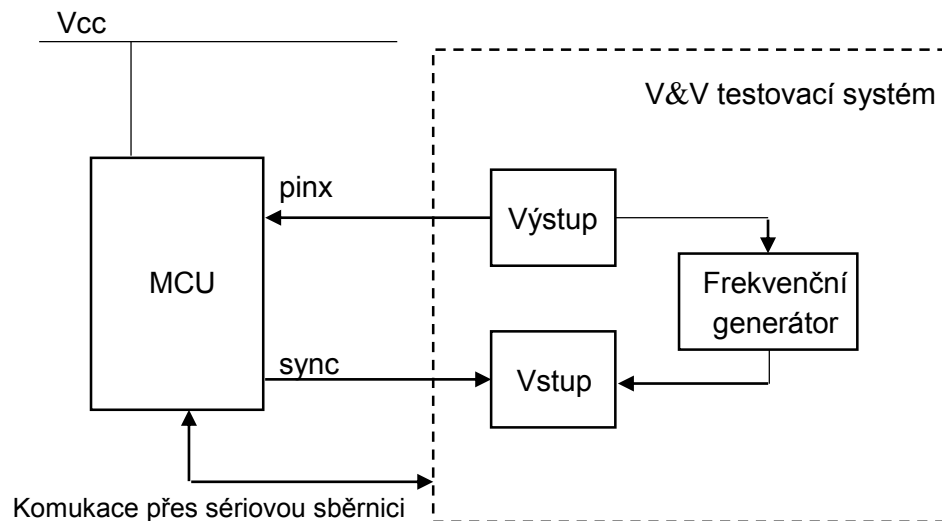 Vcc
V&V testovací systém
pinx
Výstup
MCU
Frekvenční
generátor
sync
Vstup
Komukace přes sériovou sběrnici